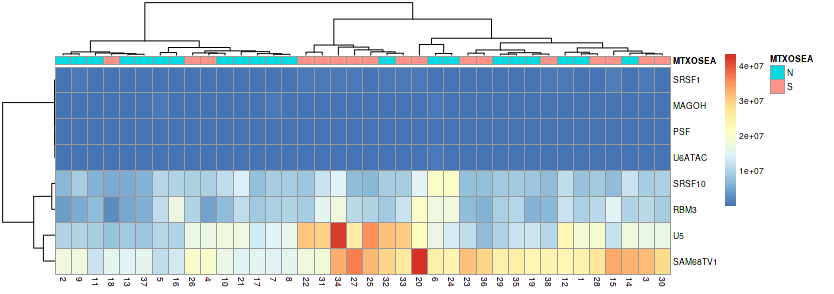 MTXOSEA
SRSF1
MAGOH
PSF
U6ATAC
SRSF10
RBM3
U5
SAM68TV1
2 9 11 18 13 37 5 16 26 4 10 21 17 7 8 22 31 34 27 25 32 33 20 6 24 23 36 29 35 19 38 12 1 28 15 14 3 30
4e+07
3e+07
2e+07
1e+07
MTXOSEA
N
S